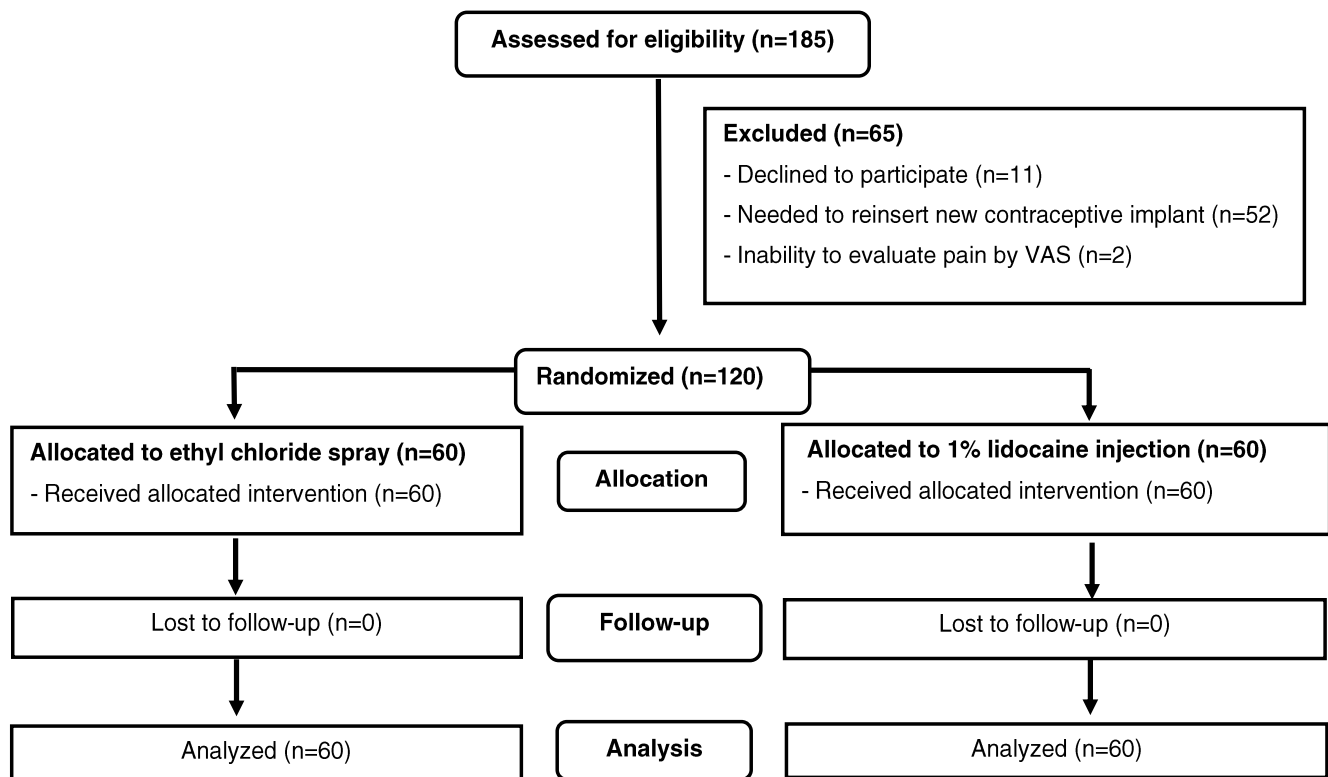 Assessed for eligibility (n=185)
Excluded (n=65)
- Declined to participate (n=11)
- Needed to reinsert new contraceptive implant (n=52)
- Inability to evaluate pain by VAS (n=2)
Randomized (n=120)
Allocated to ethyl chloride spray (n=60)
- Received allocated intervention (n=60)
Allocation
Allocated to 1% lidocaine injection (n=60)
- Received allocated intervention (n=60)
Lost to follow-up (n=0)
Follow-up
Lost to follow-up (n=0)
Analyzed (n=60)
Analysis
Analyzed (n=60)